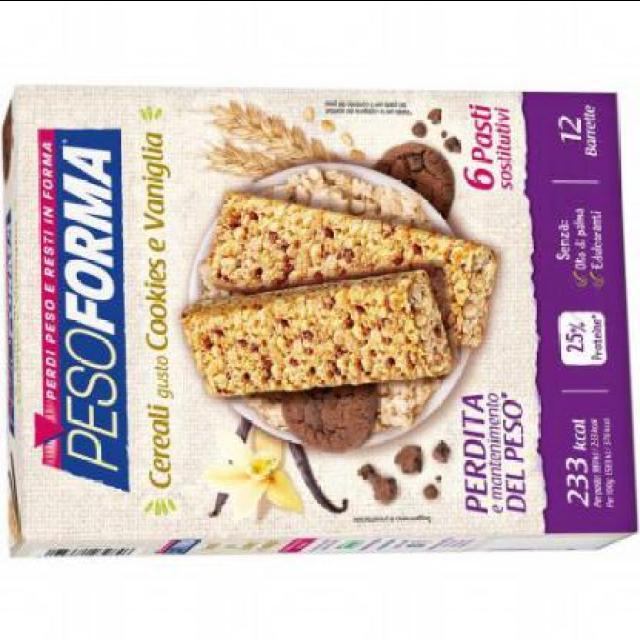 PERDI PESO E RESTI IN FORMA
PESOFORMA
Cereali gusto Cookies e Vaniglia
6 Pasti
sostitutivi
PERDITA
e mantenimento
DEL PESO*
12
Barrette
Senza:
Olio di palma
Edulcoranti
25%
Proteine*
233 kcal